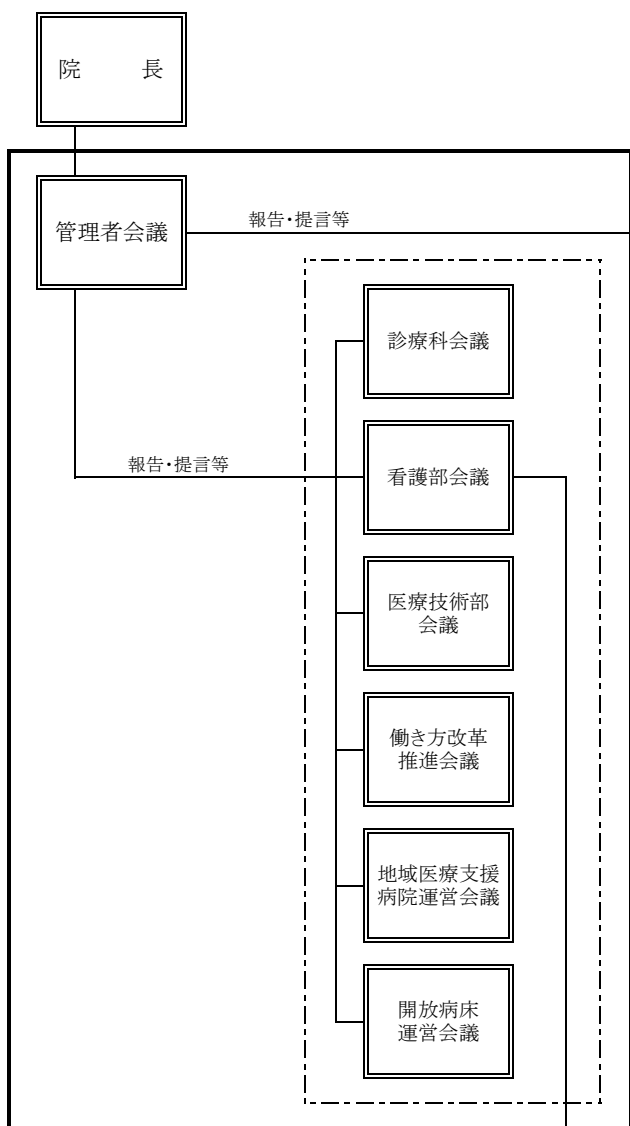 院　　長
管理者会議
報告・提言等
診療科会議
報告・提言等
看護部会議
医療技術部
会議
働き方改革
推進会議
地域医療支援
病院運営会議
開放病床
運営会議